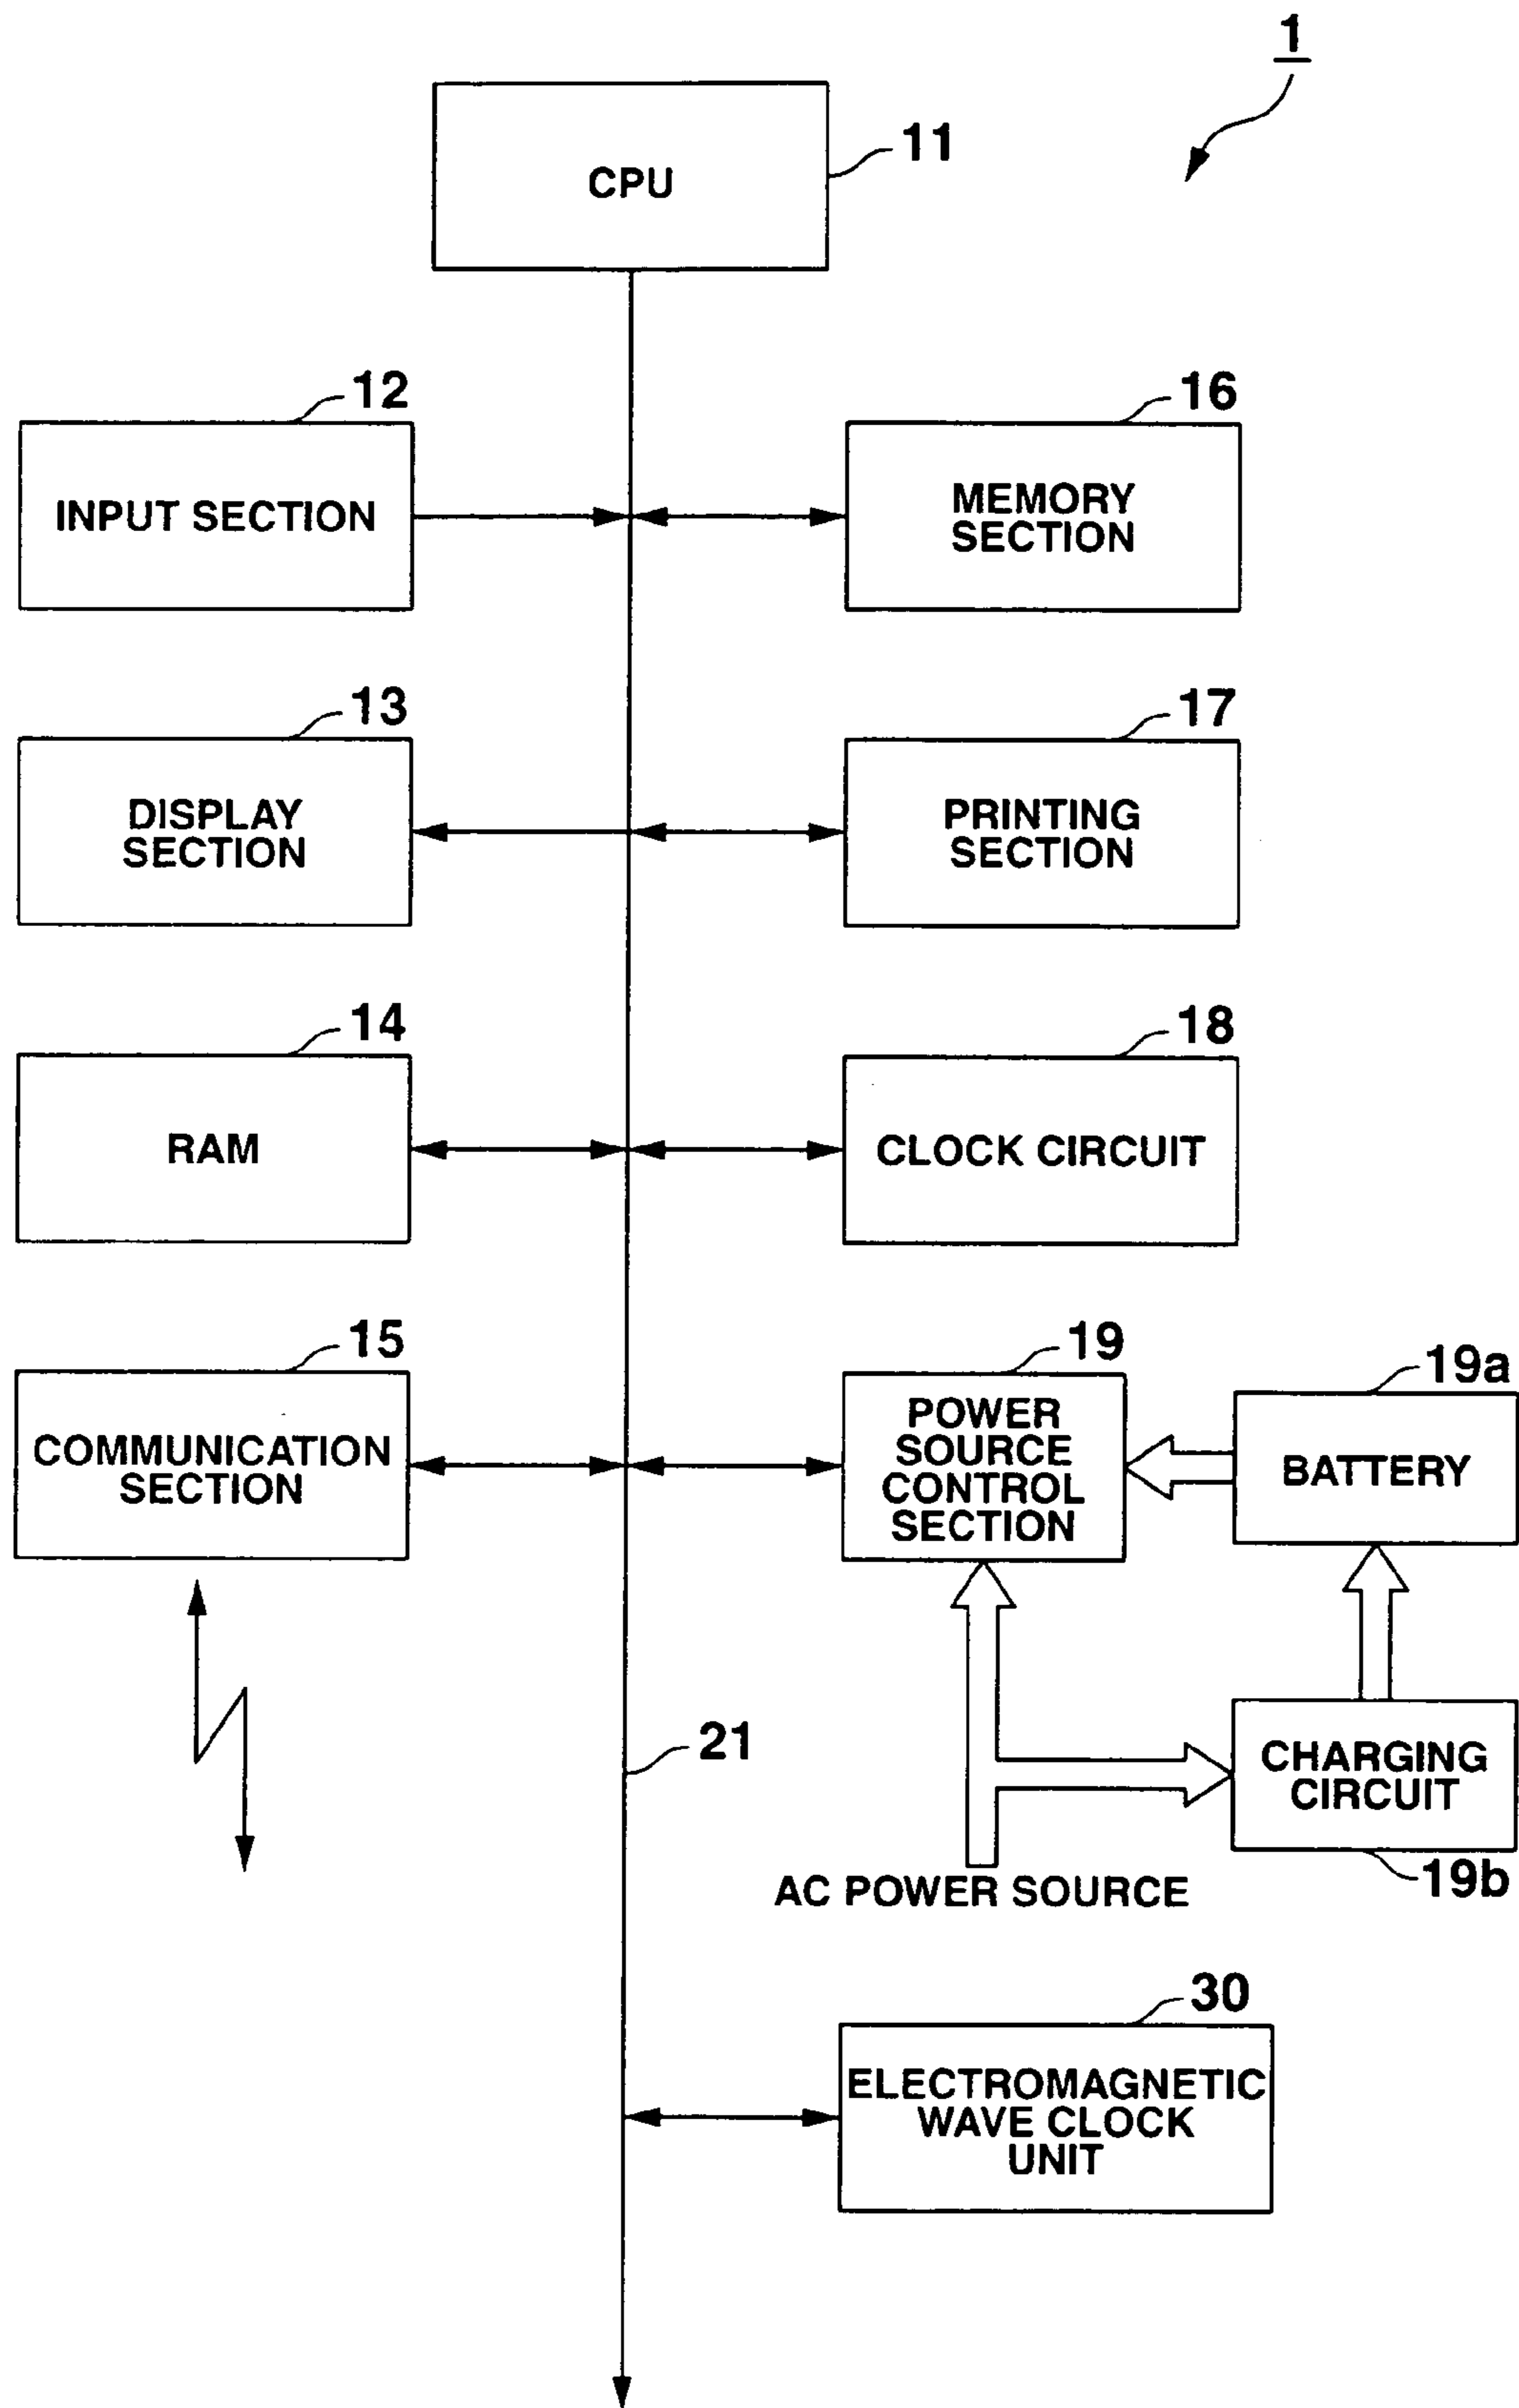 1
11
CPU
12
INPUT SECTION
16
MEMORY
SECTION
13
DISPLAY
SECTION
17
PRINTING
SECTION
14
RAM
18
CLOCK CIRCUIT
15
COMMUNICATION
SECTION
19
POWER
SOURCE
CONTROL
SECTION
19a
BATTERY
21
CHARGING
CIRCUIT
19b
AC POWER SOURCE
30
ELECTROMAGNETIC
WAVE CLOCK
UNIT